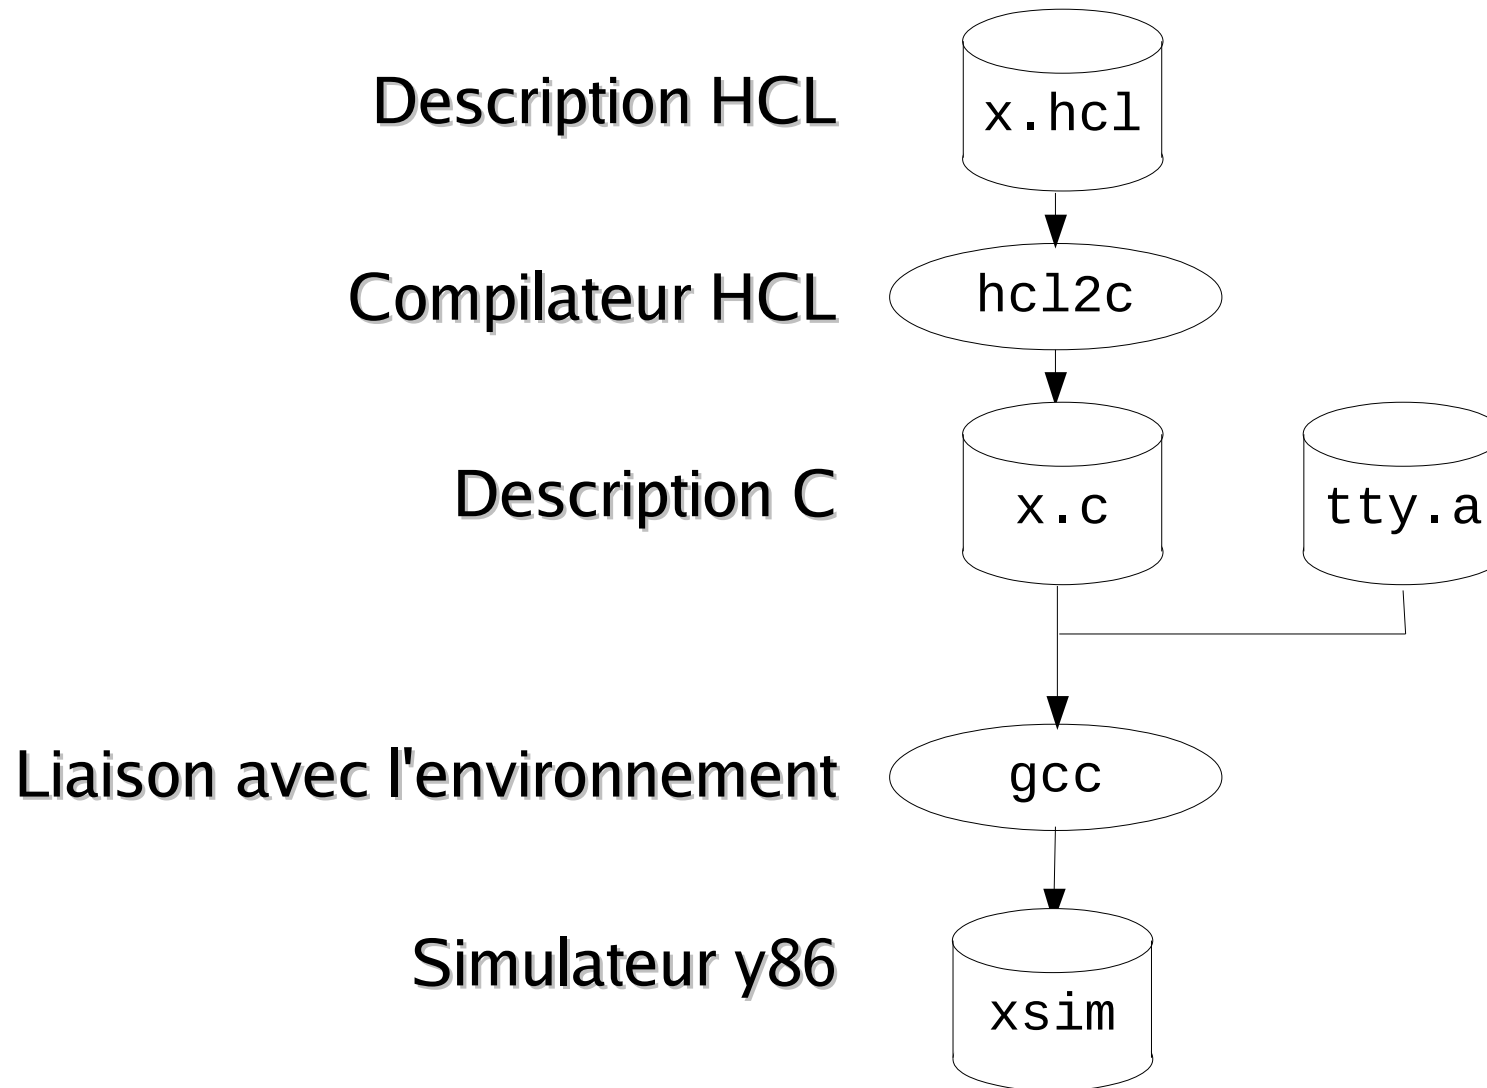 Description HCL
x.hcl
Compilateur HCL
hcl2c
Description C
x.c
tty.a
Liaison avec l'environnement
gcc
Simulateur y86
xsim